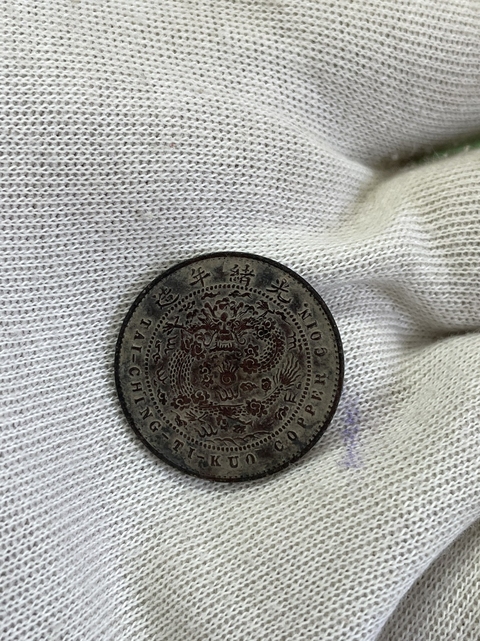 光緒年造
TAI-CHING-TI-KUO COPPER COIN